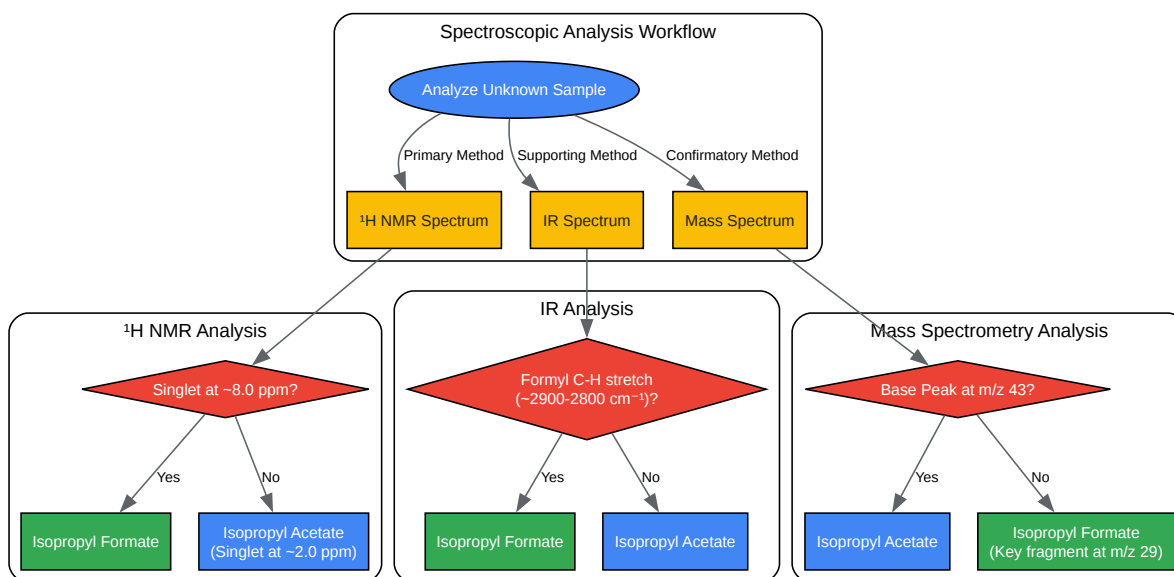 Spectroscopic Analysis Workflow
Analyze Unknown Sample
Primary Method
Supporting Method
Confirmatory Method
¹H NMR Spectrum
IR Spectrum
Mass Spectrum
¹H NMR Analysis
Singlet at ~8.0 ppm?
Yes
No
Isopropyl Formate
Isopropyl Acetate
(Singlet at ~2.0 ppm)
IR Analysis
Formyl C-H stretch
(~2900-2800 cm⁻¹)?
Yes
No
Isopropyl Formate
Isopropyl Acetate
Mass Spectrometry Analysis
Base Peak at m/z 43?
Yes
No
Isopropyl Acetate
Isopropyl Formate
(Key fragment at m/z 29)